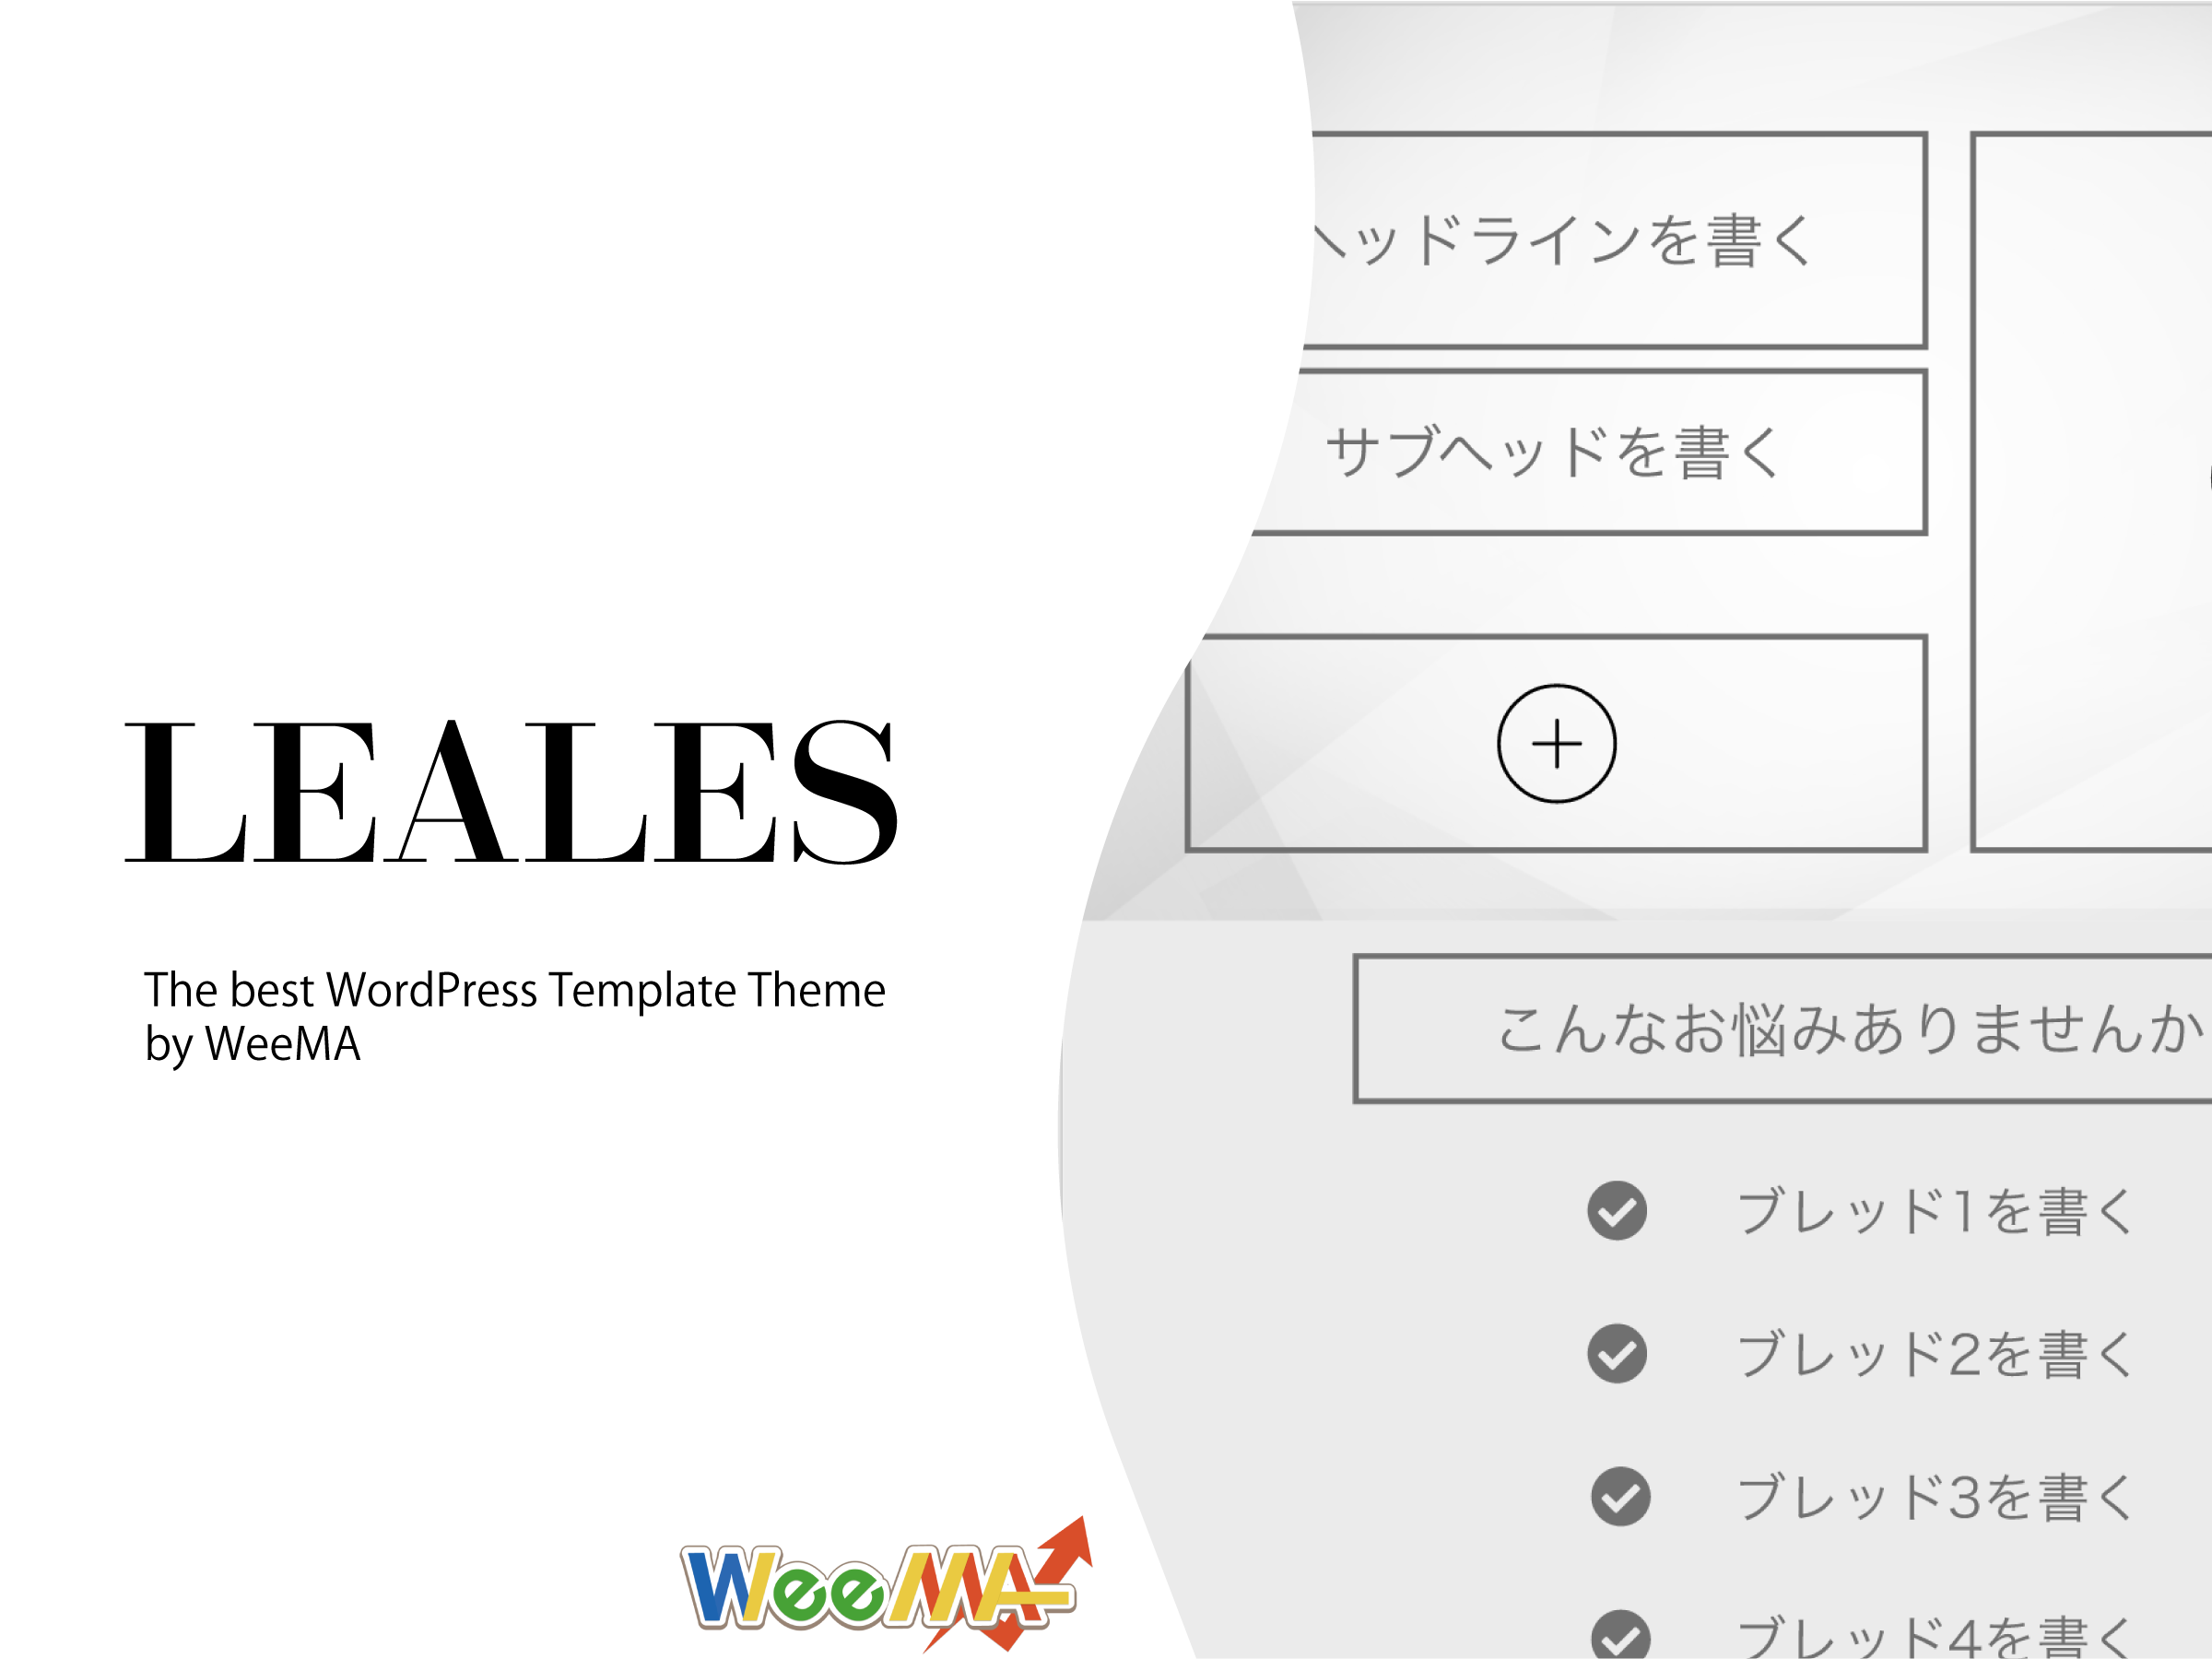 LEALES
The best WordPress Template Theme
by WeeMA
WeeMA
ヘッドラインを書く
サブヘッドを書く
こんなお悩みありませんか
ブレッド1を書く
ブレッド2を書く
ブレッド3を書く
ブレッド4を書く